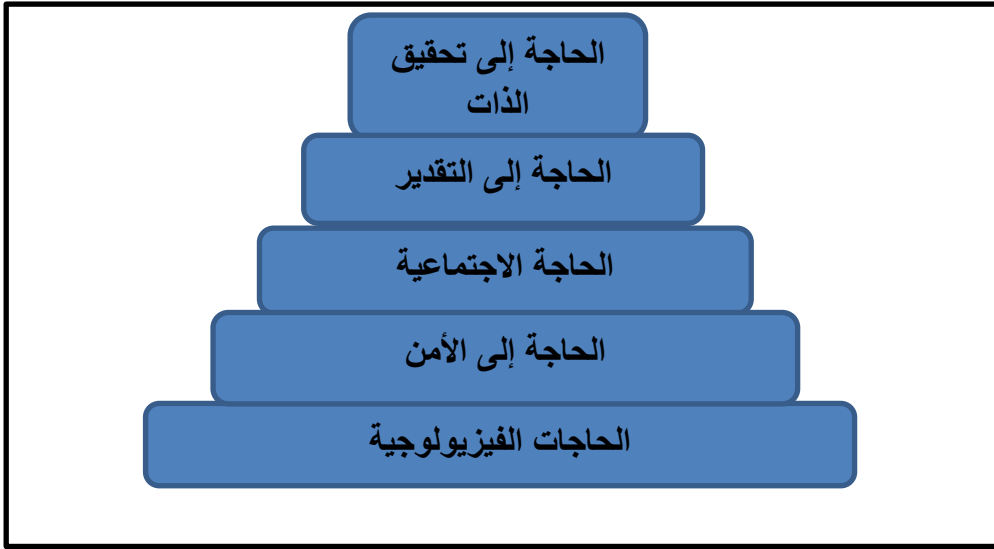 الحاجة إلى تحقيق
الذات
الحاجة إلى التقدير
الحاجة الاجتماعية
الحاجة إلى الأمن
الحاجات الفيزيولوجية